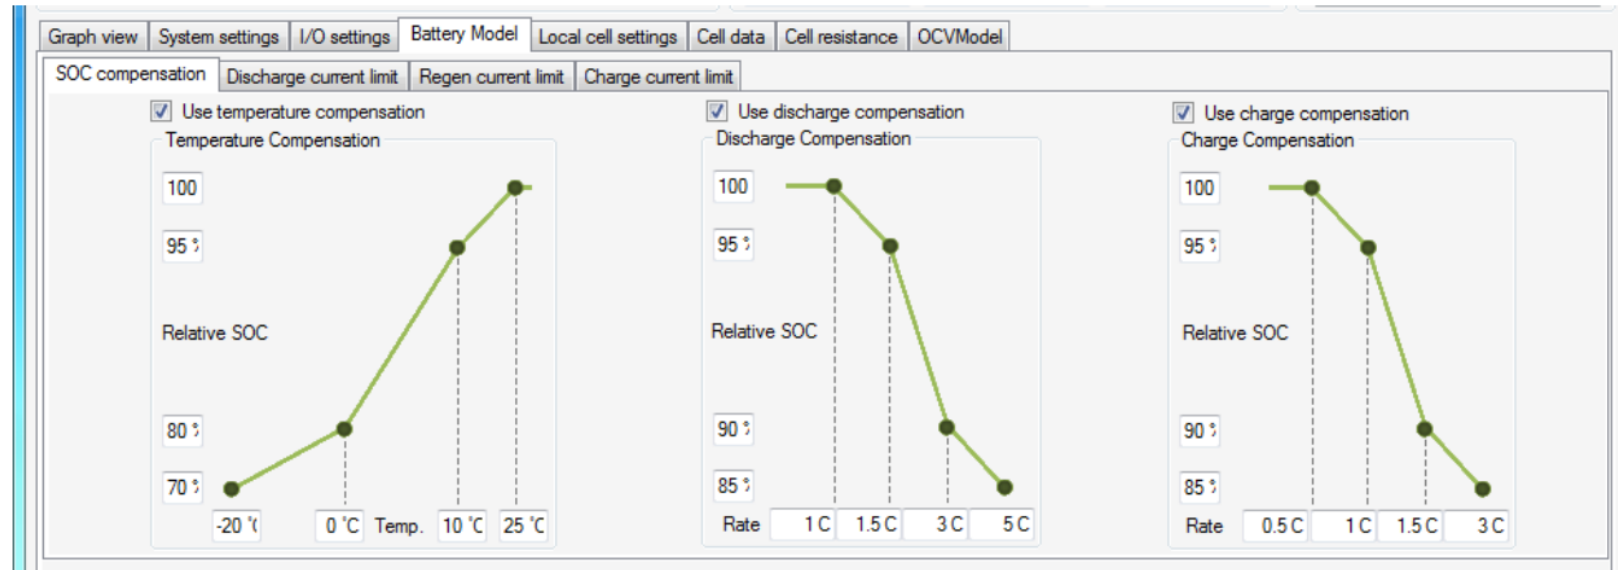 Graph view System settings I/O settings Battery Model Local cell settings Cell data Cell resistance OCVModel
SOC compensation Discharge current limit Regen current limit Charge current limit
Use temperature compensation Use discharge compensation Use charge compensation
Temperature Compensation Discharge Compensation Charge Compensation
100 100 100
95 95 95
Relative SOC Relative SOC Relative SOC
80 90 90
70 85 85
-20 ° 0 °C Temp. 10 °C 25 °C Rate 1 C 1.5 C 3 C 5 C Rate 0.5 C 1 C 1.5 C 3 C